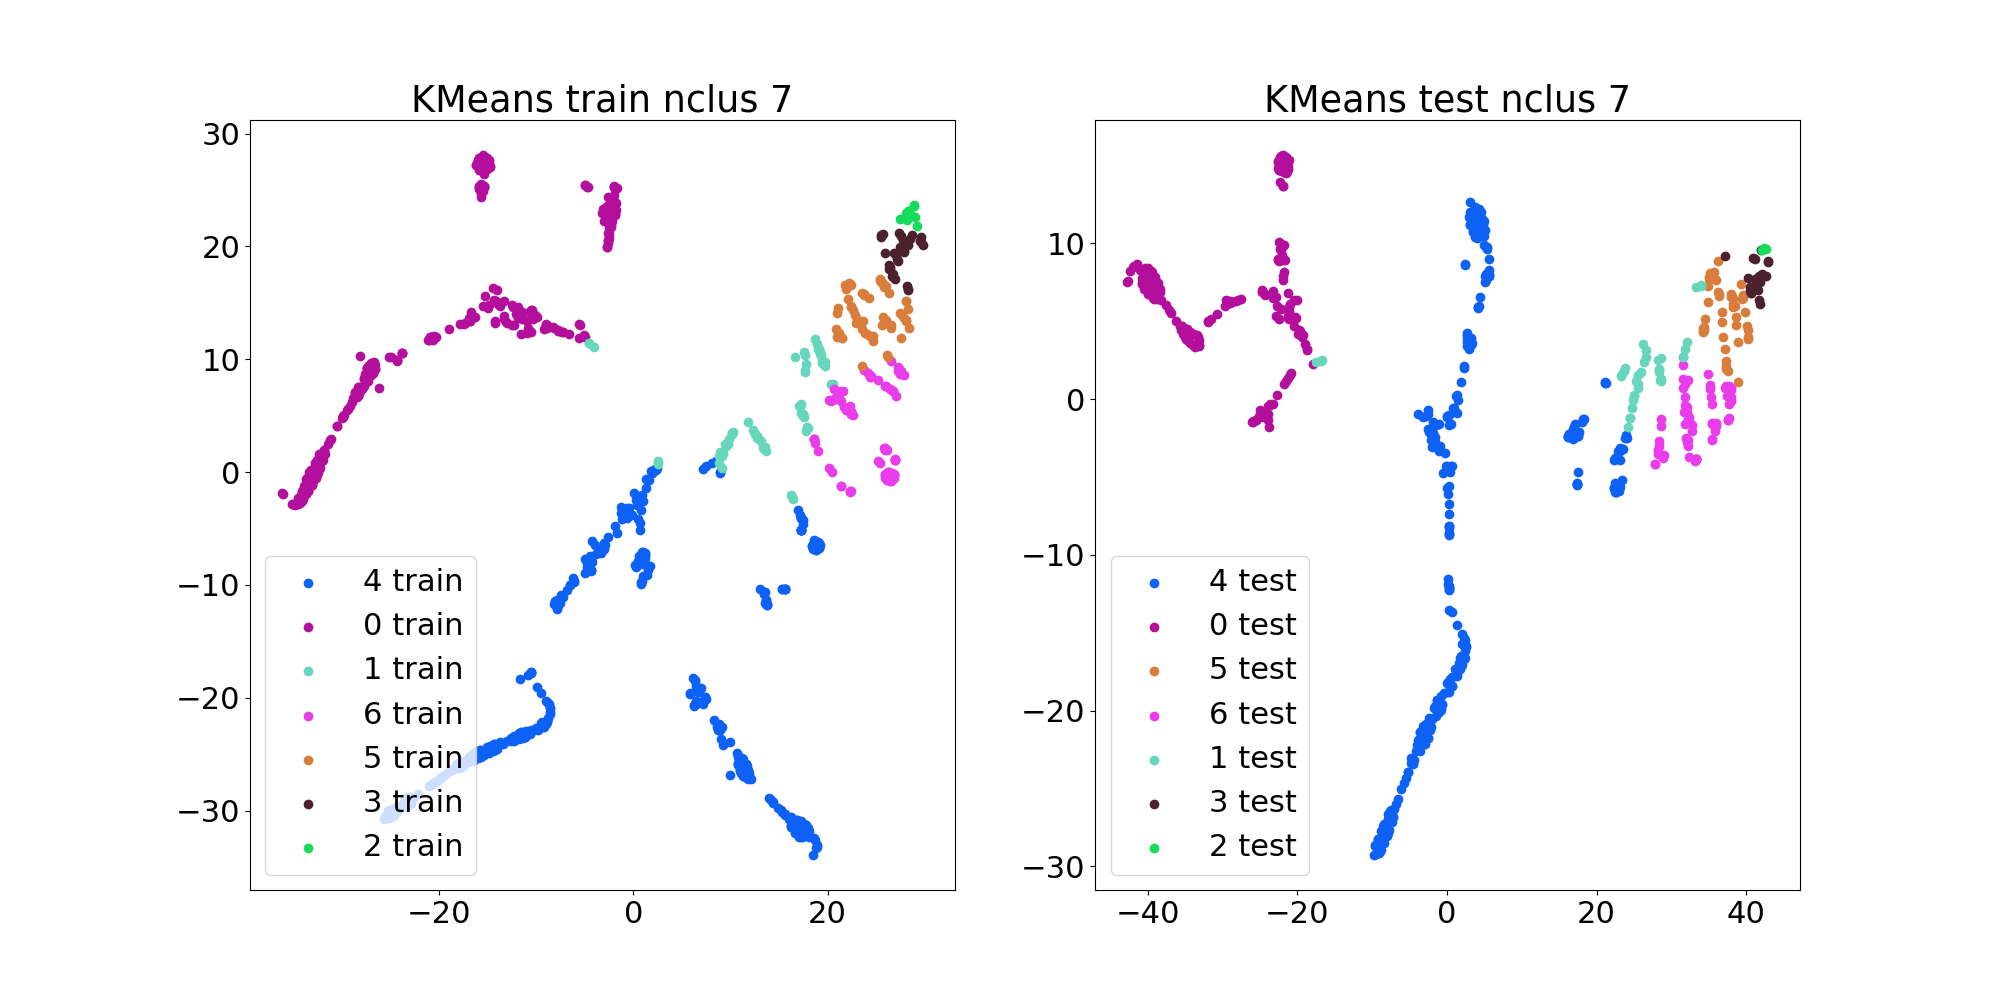 KMeans train nclus 7
30
20
10
0
−10
−20
−30
−20
0
20
4 train
0 train
1 train
6 train
5 train
3 train
2 train
KMeans test nclus 7
10
0
−10
−20
−30
−40
−20
0
20
40
4 test
0 test
5 test
6 test
1 test
3 test
2 test